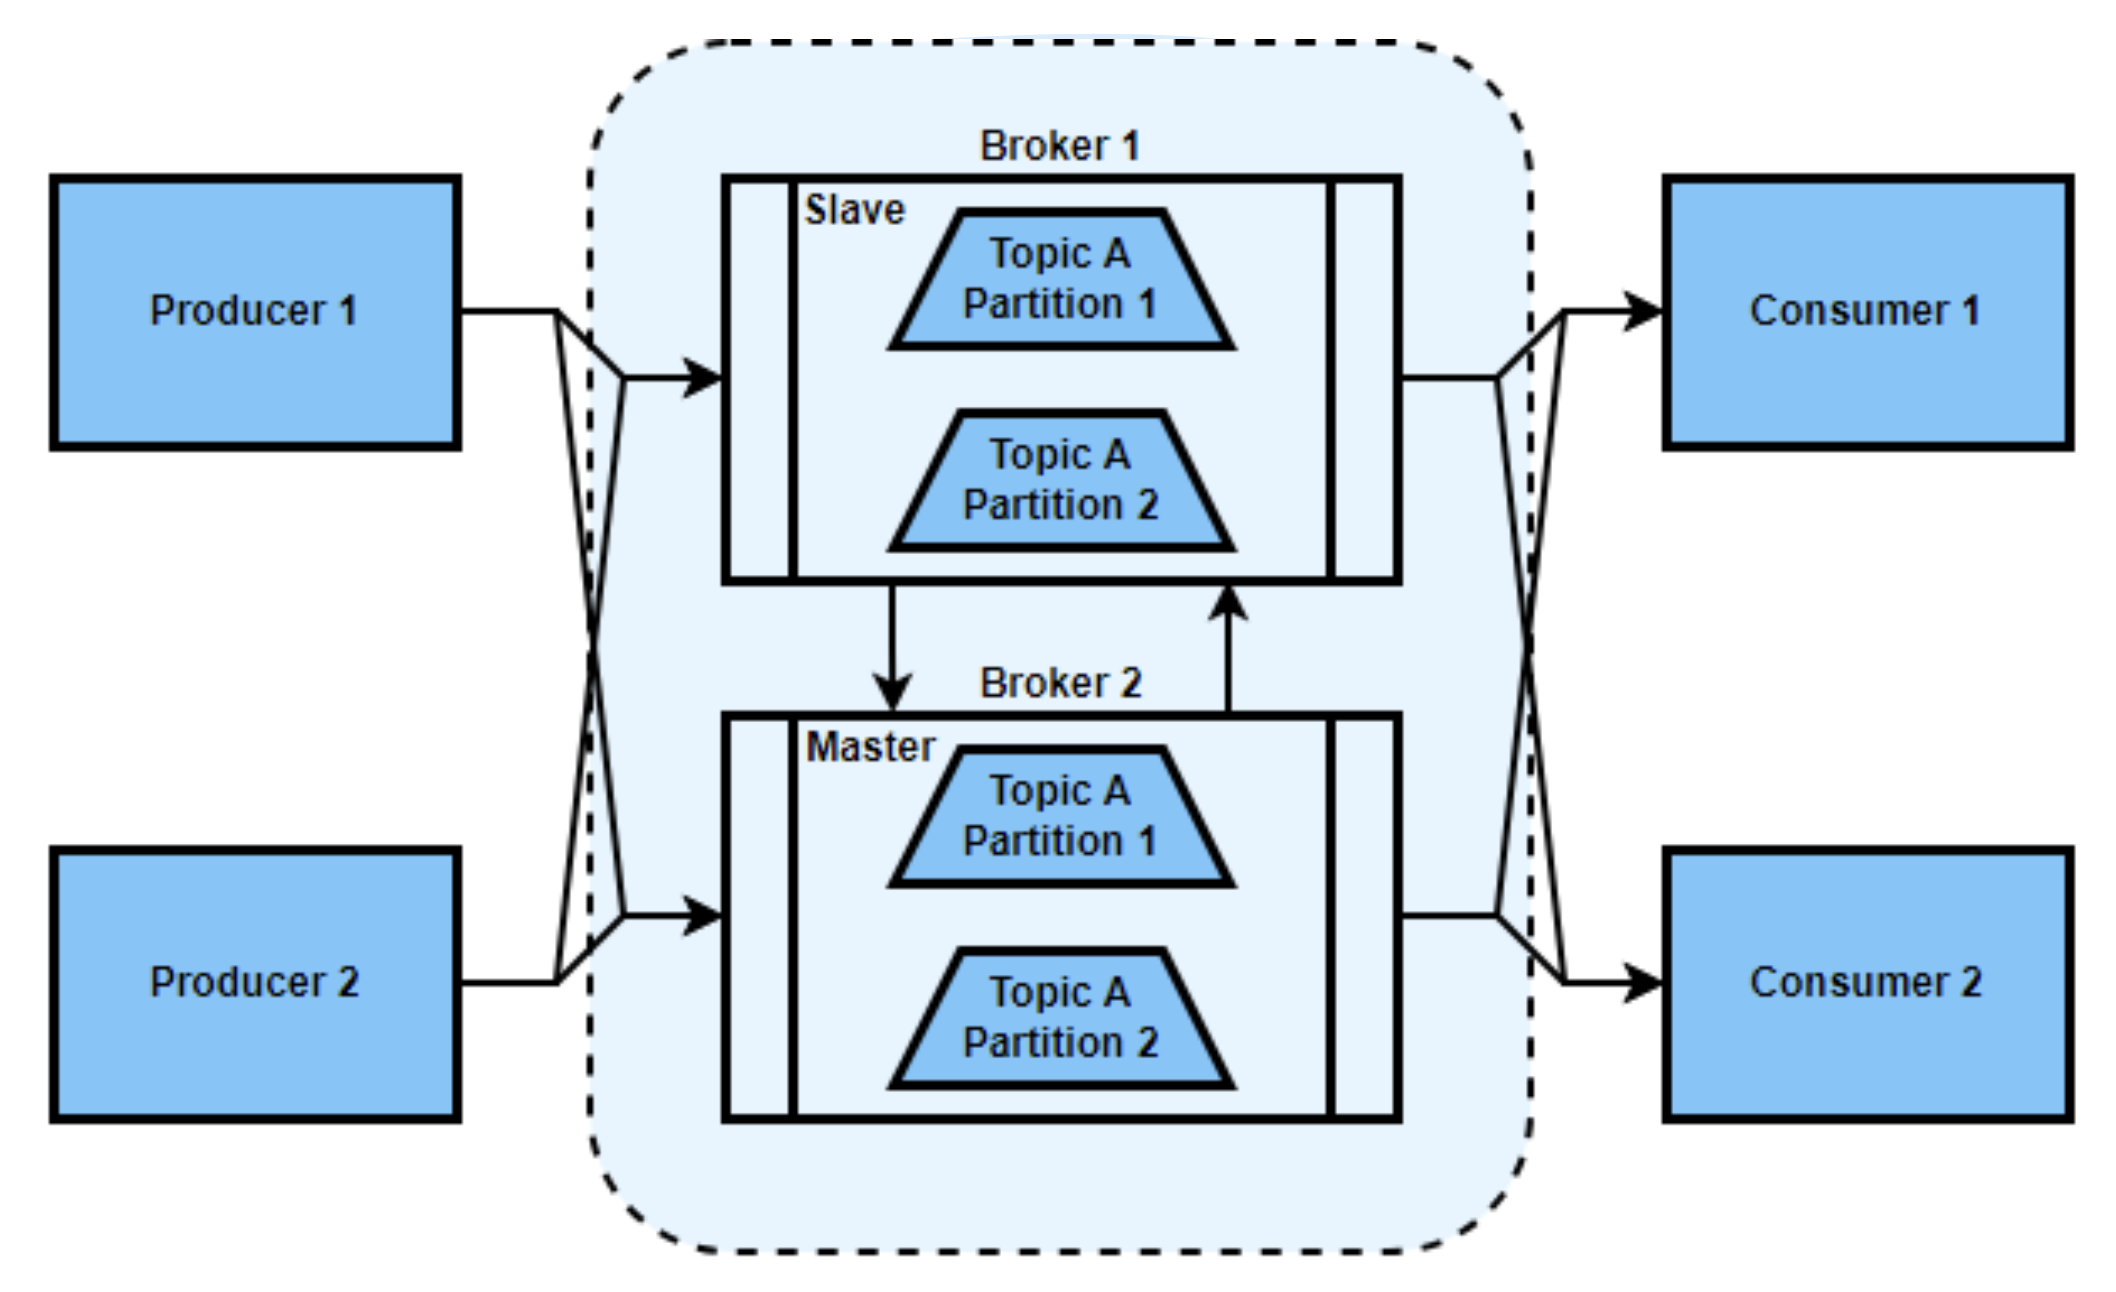 Broker 1
Slave
Topic A
Partition 1
Producer 1
Consumer 1
Topic A
Partition 2
Broker 2
Master
Topic A
Partition 1
Producer 2
Consumer 2
Topic A
Partition 2